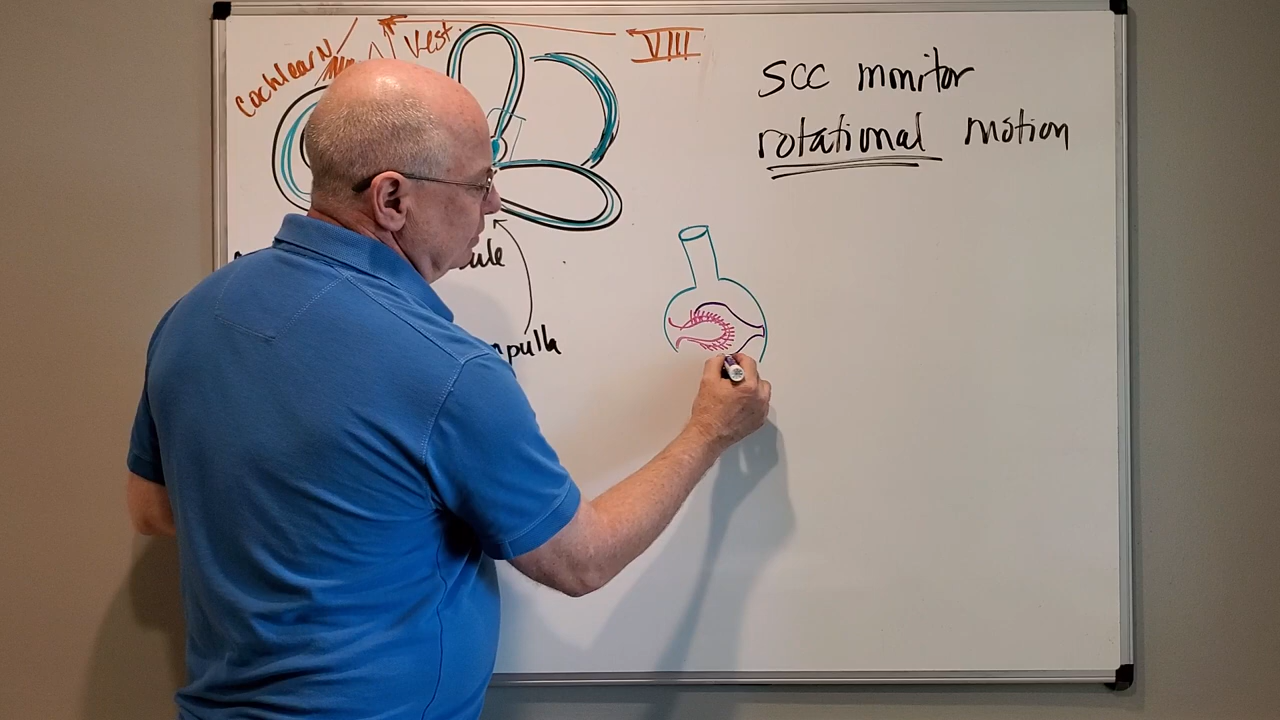 Cochlear N
Vest.
VIII
SCC monitor
rotational motion